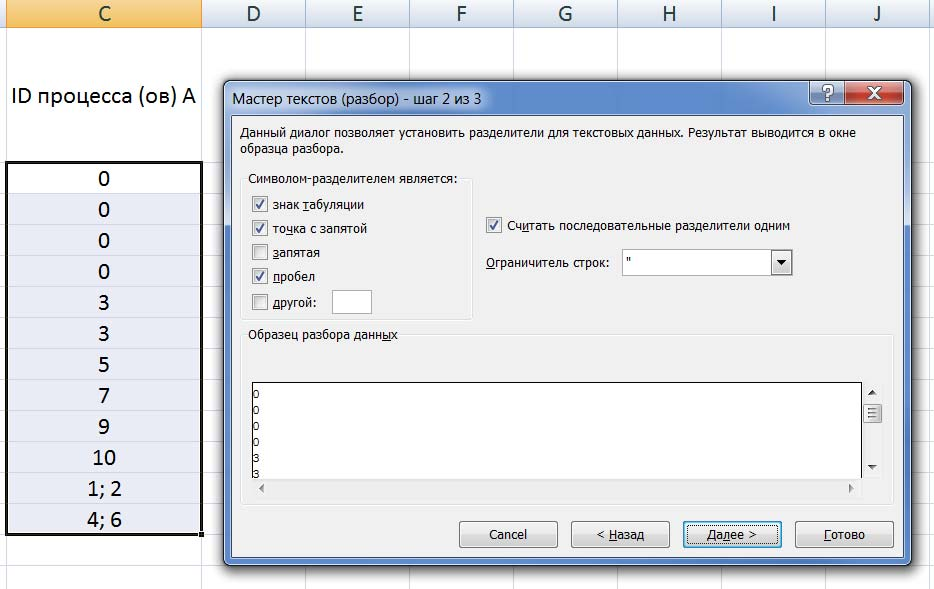 C D E F G H I J
ID процесса (ов) А
0
0
0
0
3
3
5
7
9
10
1; 2
4; 6
Мастер текстов (разбор) - шаг 2 из 3
?
X
Данный диалог позволяет установить разделители для текстовых данных. Результат выводится в окне
образца разбора.
Символом-разделителем является:
знак табуляции
точка с запятой
запятая
пробел
другой:
Считать последовательные разделители одним
Ограничитель строк: "
Образец разбора данных
0
0
0
0
3
3
Cancel < Назад Далее > Готово